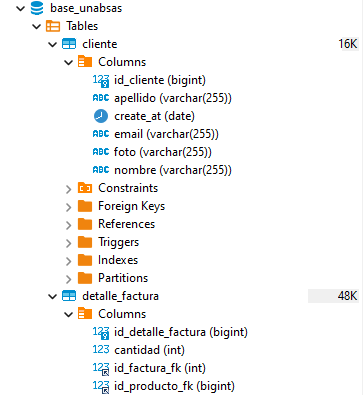 base_unabsas
Tables
cliente 16K
Columns
123 id_cliente (bigint)
ABC apellido (varchar(255))
create_at (date)
ABC email (varchar(255))
ABC foto (varchar(255))
ABC nombre (varchar(255))
Constraints
Foreign Keys
References
Triggers
Indexes
Partitions
detalle_factura 48K
Columns
123 id_detalle_factura (bigint)
123 cantidad (int)
123 id_factura_fk (int)
123 id_producto_fk (bigint)